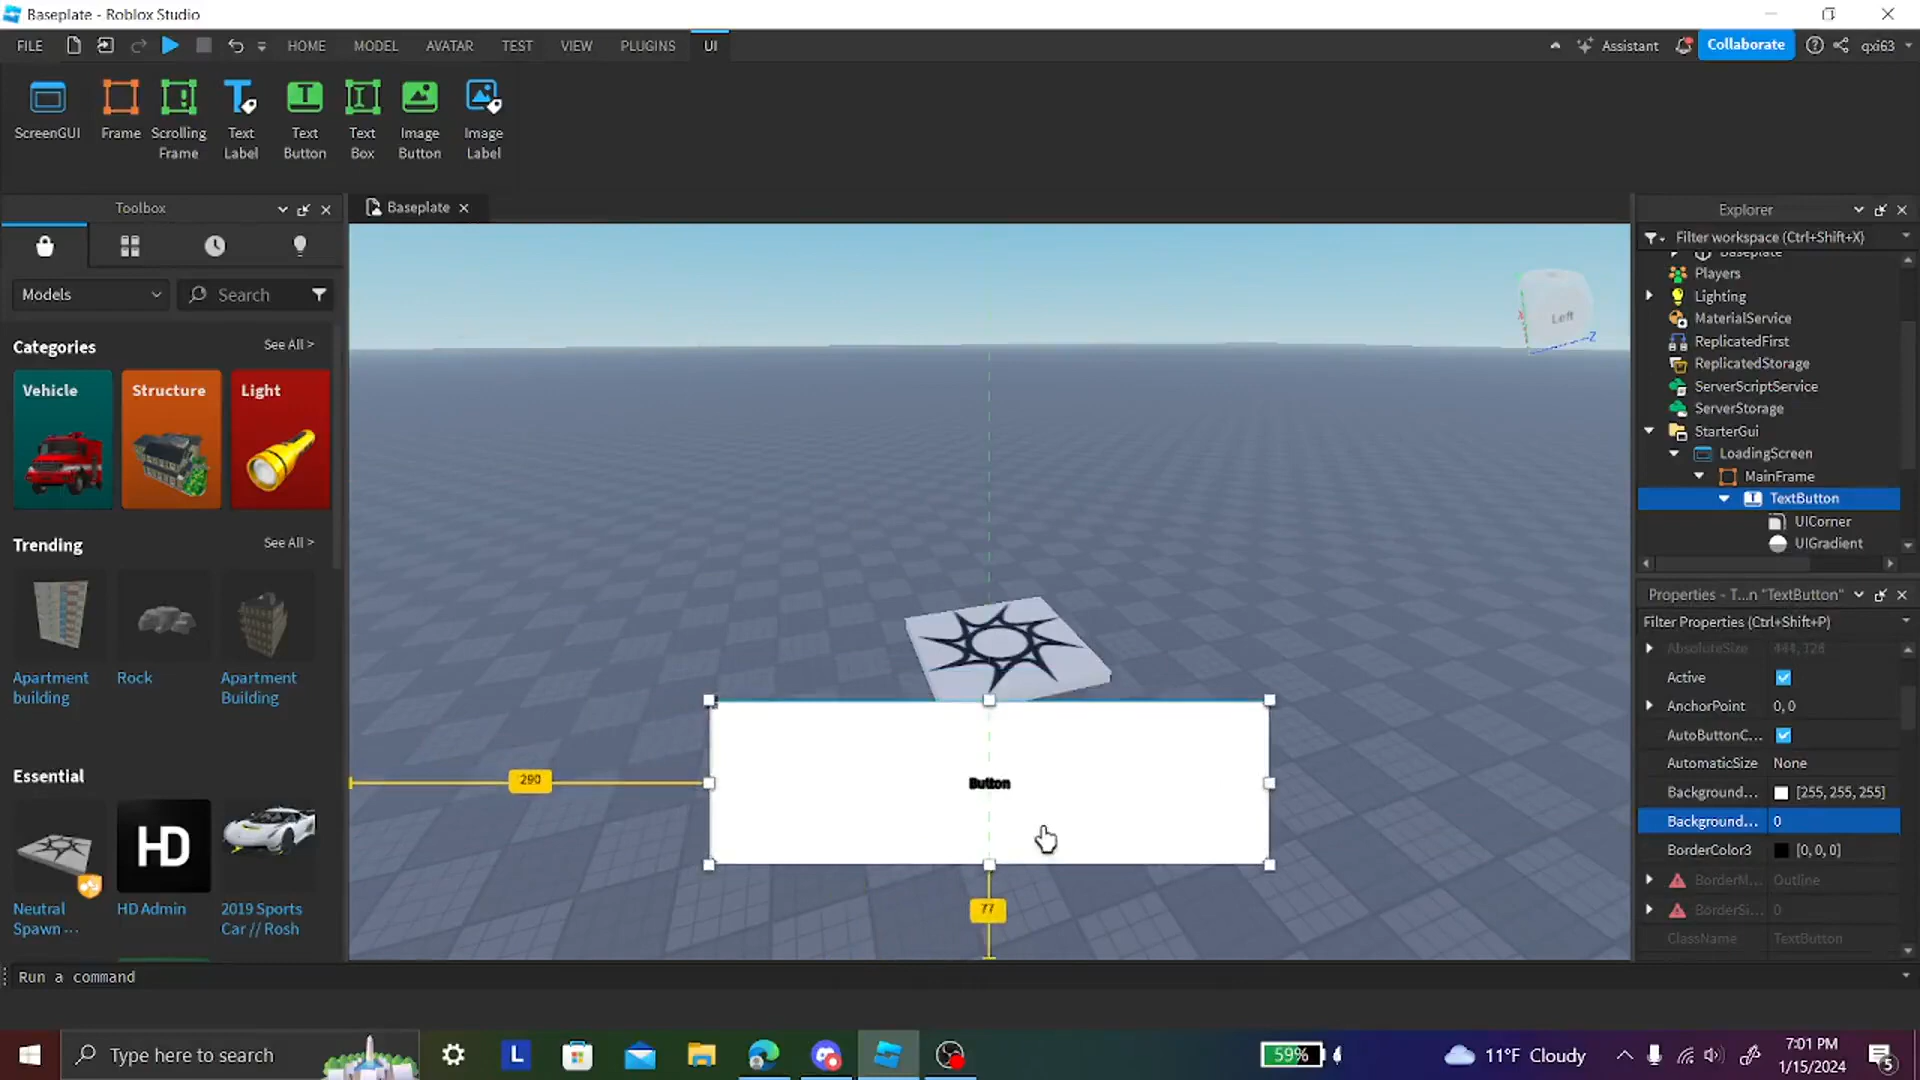 Baseplate - Roblox Studio
FILE HOME MODEL AVATAR TEST VIEW PLUGINS UI Assistant Collaborate qxi63
ScreenGUI Frame Scrolling Frame Text Label Text Button Text Box Image Button Image Label
Toolbox
Baseplate
Models Search
Categories See All >
Vehicle Structure Light
Trending See All >
Apartment building
Rock
Apartment Building
Essential
HD
Neutral Spawn ...
HD Admin
2019 Sports Car // Rosh
Left
X
Z
290
Button
77
Explorer
Filter workspace (Ctrl+Shift+X)
Baseplate
Players
Lighting
MaterialService
ReplicatedFirst
ReplicatedStorage
ServerScriptService
ServerStorage
StarterGui
LoadingScreen
MainFrame
TextButton
UICorner
UIGradient
Properties - T...n "TextButton"
Filter Properties (Ctrl+Shift+P)
AbsoluteSize
Active
AnchorPoint 0, 0
AutoButtonC...
AutomaticSize None
Background... [255, 255, 255]
Background... 0
BorderColor3 [0, 0, 0]
BorderM... Outline
BorderSi... 0
ClassName TextButton
Run a command
Type here to search
L
59%
11°F Cloudy
7:01 PM
1/15/2024
5